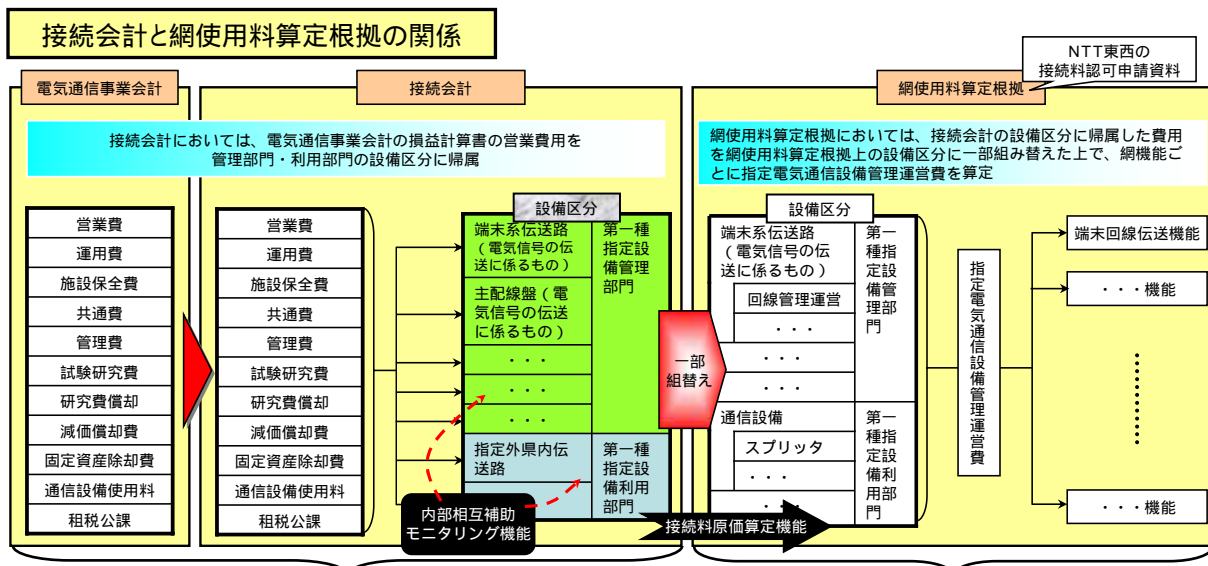 接続会計と網使用料算定根拠の関係
NTT東西の
接続料認可申請資料
電気通信事業会計
接続会計
網使用料算定根拠
接続会計においては、電気通信事業会計の損益計算書の営業費用を
管理部門・利用部門の設備区分に帰属
網使用料算定根拠においては、接続会計の設備区分に帰属した費用
を網使用料算定根拠上の設備区分に一部組み替えた上で、網機能ご
とに指定電気通信設備管理運営費を算定
営業費
運用費
施設保全費
共通費
管理費
試験研究費
研究費償却
減価償却費
固定資産除却費
通信設備使用料
租税公課
営業費
運用費
施設保全費
共通費
管理費
試験研究費
研究費償却
減価償却費
固定資産除却費
通信設備使用料
租税公課
設備区分
端末系伝送路
(電気信号の伝
送に係るもの)
主配線盤(電
気信号の伝送
に係るもの)
・・・
・・・
・・・
第一種
指定設
備管理
部門
指定外県内伝
送路
第一種
指定設
備利用
部門
内部相互補助
モニタリング機能
一部
組替え
接続料原価算定機能
設備区分
端末系伝送路
(電気信号の伝
送に係るもの)
回線管理運営
・・・
・・・
・・・
第一
種指
定設
備管
理部
門
通信設備
スプリッタ
・・・
・・・
第一
種指
定設
備利
用部
門
指定電気通信設備管理運営費
端末回線伝送機能
・・・機能
・・・機能